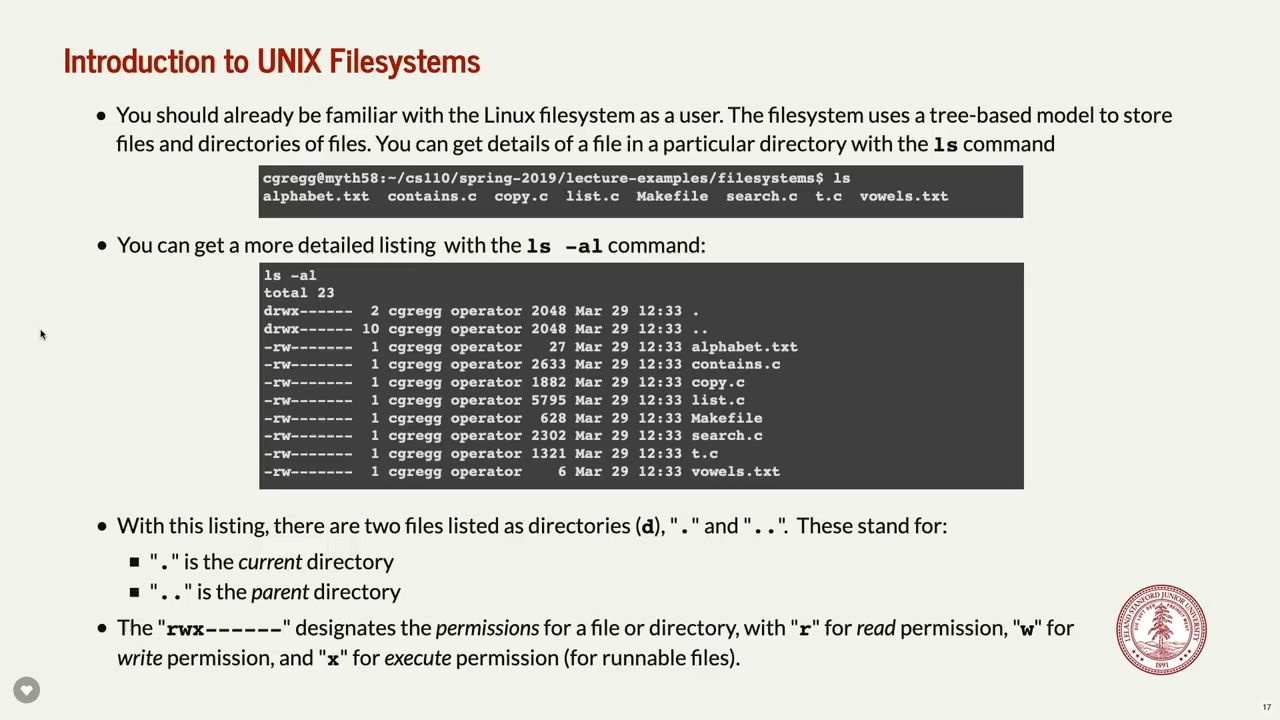 Introduction to UNIX Filesystems
• You should already be familiar with the Linux filesystem as a user. The filesystem uses a tree-based model to store
files and directories of files. You can get details of a file in a particular directory with the ls command
cgregg@myth58:~/cs110/spring-2019/lecture-examples/filesystems$ ls
alphabet.txt  contains.c  copy.c  list.c  Makefile  search.c  t.c  vowels.txt
• You can get a more detailed listing  with the ls -al command:
ls -al
total 23
drwx------  2 cgregg operator 2048 Mar 29 12:33 .
drwx------ 10 cgregg operator 2048 Mar 29 12:33 ..
-rw-------  1 cgregg operator   27 Mar 29 12:33 alphabet.txt
-rw-------  1 cgregg operator 2633 Mar 29 12:33 contains.c
-rw-------  1 cgregg operator 1882 Mar 29 12:33 copy.c
-rw-------  1 cgregg operator 5795 Mar 29 12:33 list.c
-rw-------  1 cgregg operator  628 Mar 29 12:33 Makefile
-rw-------  1 cgregg operator 2302 Mar 29 12:33 search.c
-rw-------  1 cgregg operator 1321 Mar 29 12:33 t.c
-rw-------  1 cgregg operator    6 Mar 29 12:33 vowels.txt
• With this listing, there are two files listed as directories (d), "." and "..".  These stand for:
▪ "." is the current directory
▪ ".." is the parent directory
• The "rwx------" designates the permissions for a file or directory, with "r" for read permission, "w" for
write permission, and "x" for execute permission (for runnable files).
LELAND STANFORD JUNIOR UNIVERSITY
1891
17